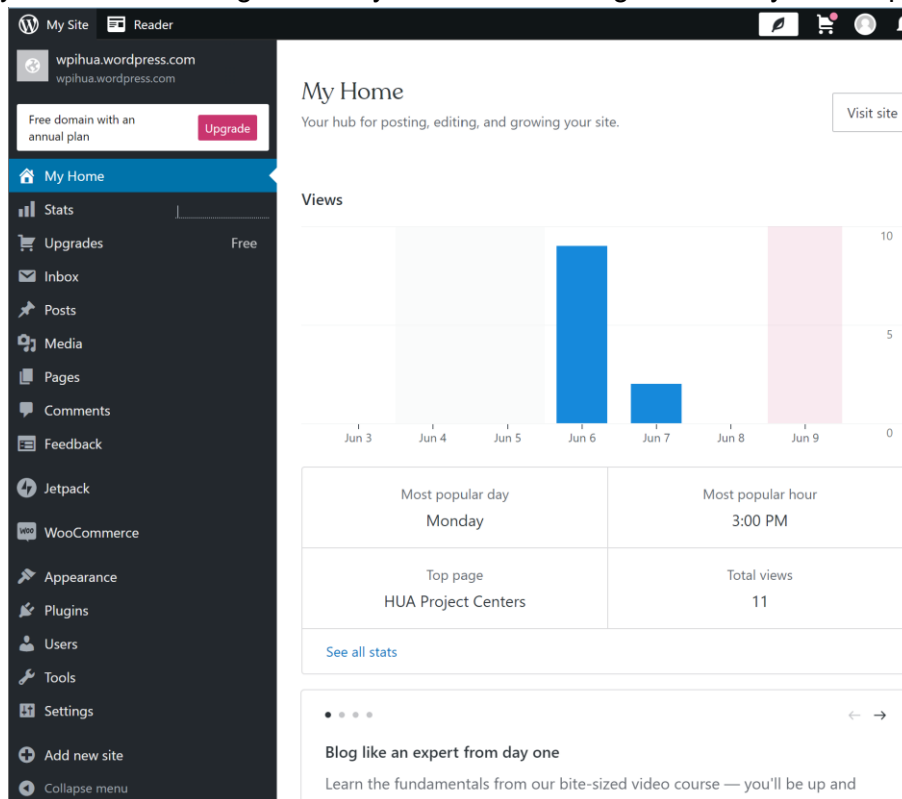 My Site
Reader
wpihua.wordpress.com
wpihua.wordpress.com
Free domain with an
annual plan
Upgrade
My Home
Stats
Upgrades
Free
Inbox
Posts
Media
Pages
Comments
Feedback
Jetpack
WooCommerce
Appearance
Plugins
Users
Tools
Settings
Add new site
Collapse menu
My Home
Your hub for posting, editing, and growing your site.
Visit site
Views
10
5
0
Jun 3
Jun 4
Jun 5
Jun 6
Jun 7
Jun 8
Jun 9
Most popular day
Monday
Most popular hour
3:00 PM
Top page
HUA Project Centers
Total views
11
See all stats
Blog like an expert from day one
Learn the fundamentals from our bite-sized video course — you'll be up and